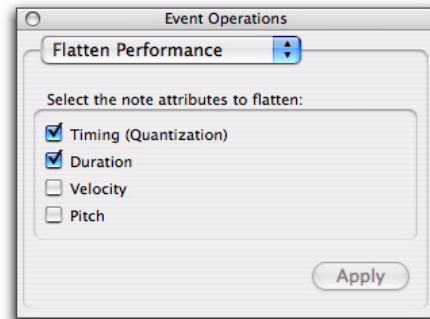 Event Operations
Flatten Performance
Select the note attributes to flatten:
Timing (Quantization)
Duration
Velocity
Pitch
Apply